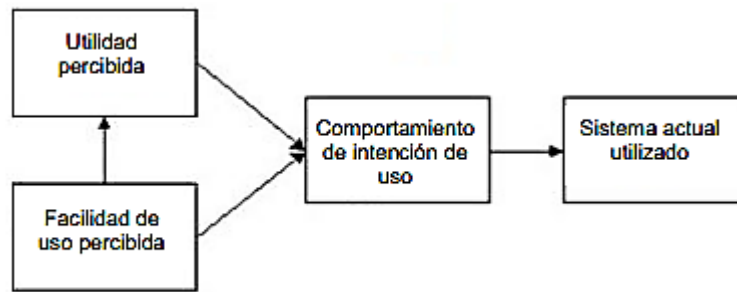 Utilidad
percibida
Comportamiento
de intención de
uso
Sistema actual
utilizado
Facilidad de
uso percibida